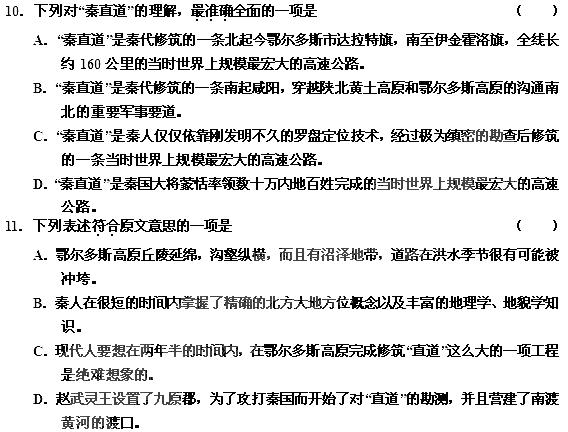 10．下列对“秦直道”的理解，最准确全面的一项是 （　　）
A．“秦直道”是秦代修筑的一条北起今鄂尔多斯市达拉特旗，南至伊金霍洛旗，全线长
约 160 公里的当时世界上规模最宏大的高速公路。
B．“秦直道”是秦代修筑的一条南起咸阳，穿越陕北黄土高原和鄂尔多斯高原的沟通南
北的重要军事要道。
C．“秦直道”是秦人仅仅依靠刚发明不久的罗盘定位技术，经过极为缜密的勘查后修筑
的一条当时世界上规模最宏大的高速公路。
D．“秦直道”是秦国大将蒙恬率领数十万内地百姓完成的当时世界上规模最宏大的高速
公路。
11．下列表述符合原文意思的一项是 （　　）
A．鄂尔多斯高原丘陵延绵，沟壑纵横，而且有沼泽地带，道路在洪水季节很有可能被
冲垮。
B．秦人在很短的时间内掌握了精确的北方大地方位概念以及丰富的地理学、地貌学知
识。
C．现代人要想在两年半的时间内，在鄂尔多斯高原完成修筑“直道”这么大的一项工程
是绝难想象的。
D．赵武灵王设置了九原郡，为了攻打秦国而开始了对“直道”的勘测，并且营建了南渡
黄河的渡口。